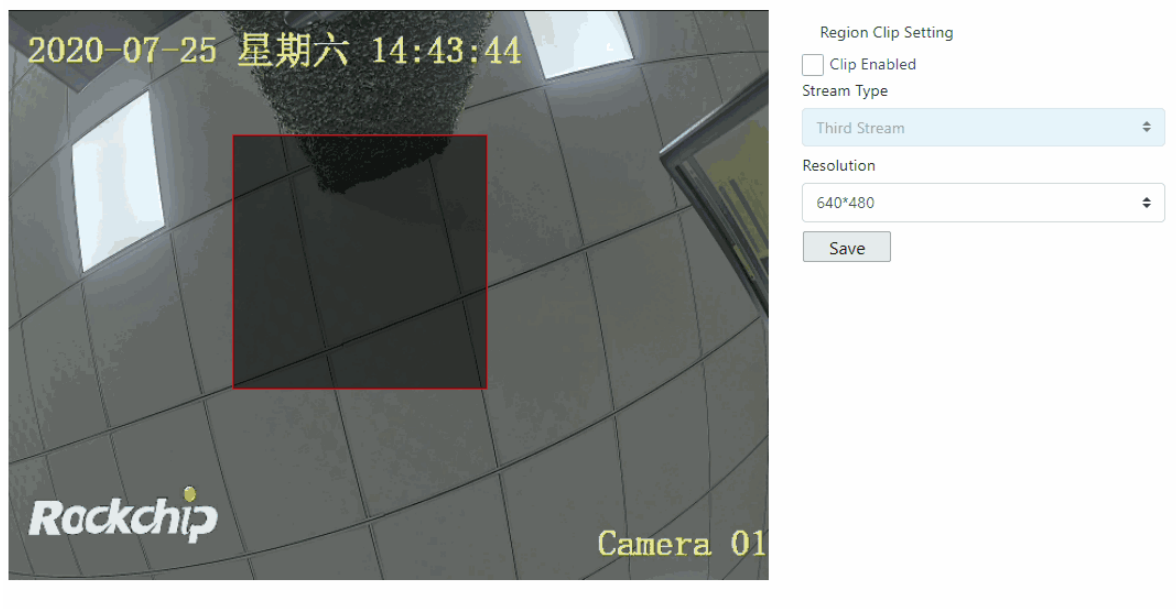 2020-07-25 星期六 14:43:44
Rockchip
Camera 01
Region Clip Setting
Clip Enabled
Stream Type
Third Stream
Resolution
640*480
Save